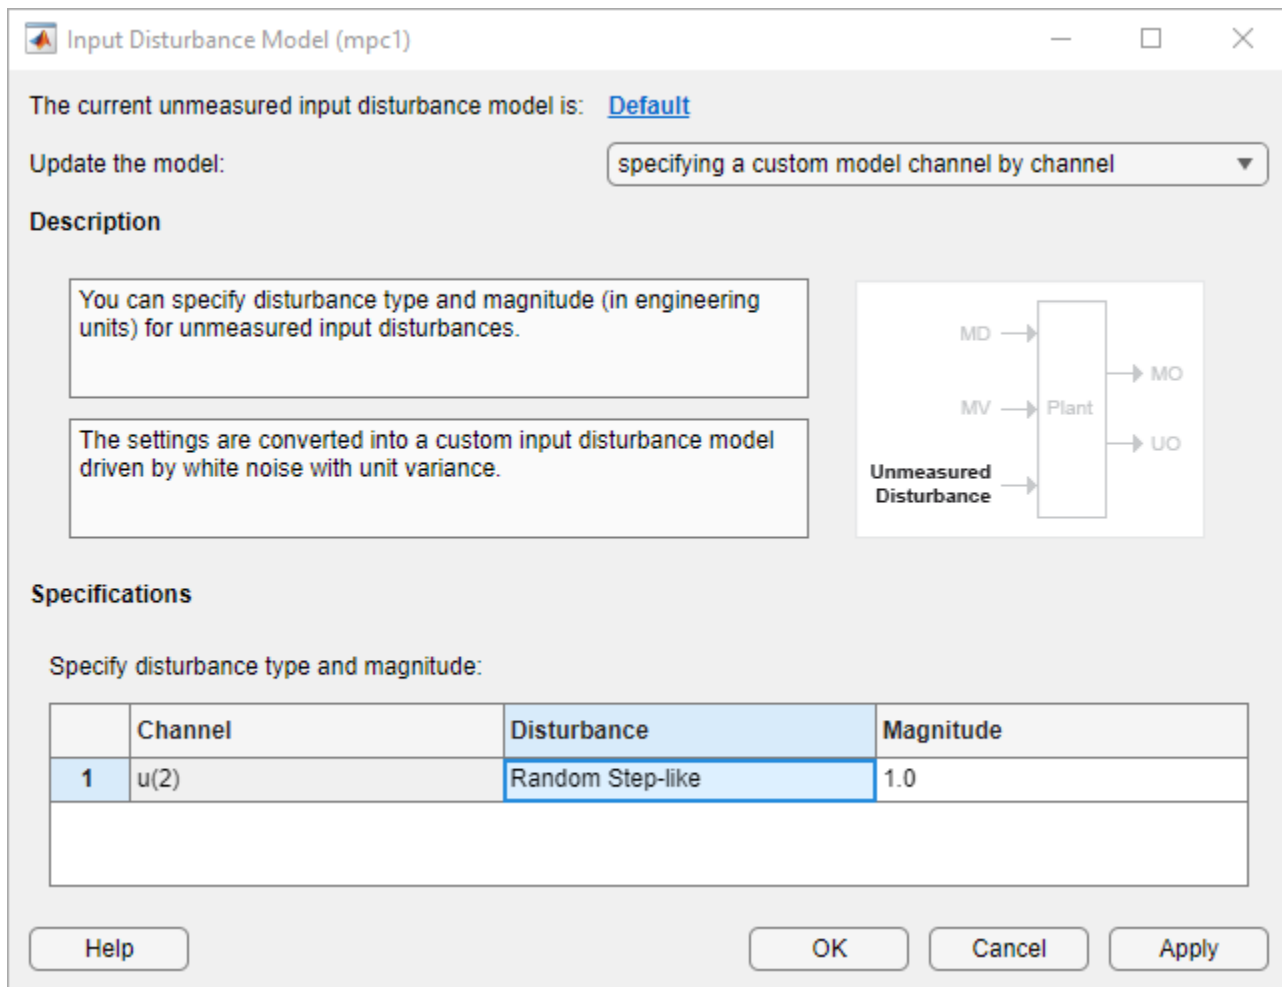 Input Disturbance Model (mpc1)
The current unmeasured input disturbance model is: Default
Update the model: specifying a custom model channel by channel
Description
You can specify disturbance type and magnitude (in engineering
units) for unmeasured input disturbances.
The settings are converted into a custom input disturbance model
driven by white noise with unit variance.
MD
MO
MV
Plant
UO
Unmeasured
Disturbance
Specifications
Specify disturbance type and magnitude:
Channel Disturbance Magnitude
1 u(2) Random Step-like 1.0
Help OK Cancel Apply